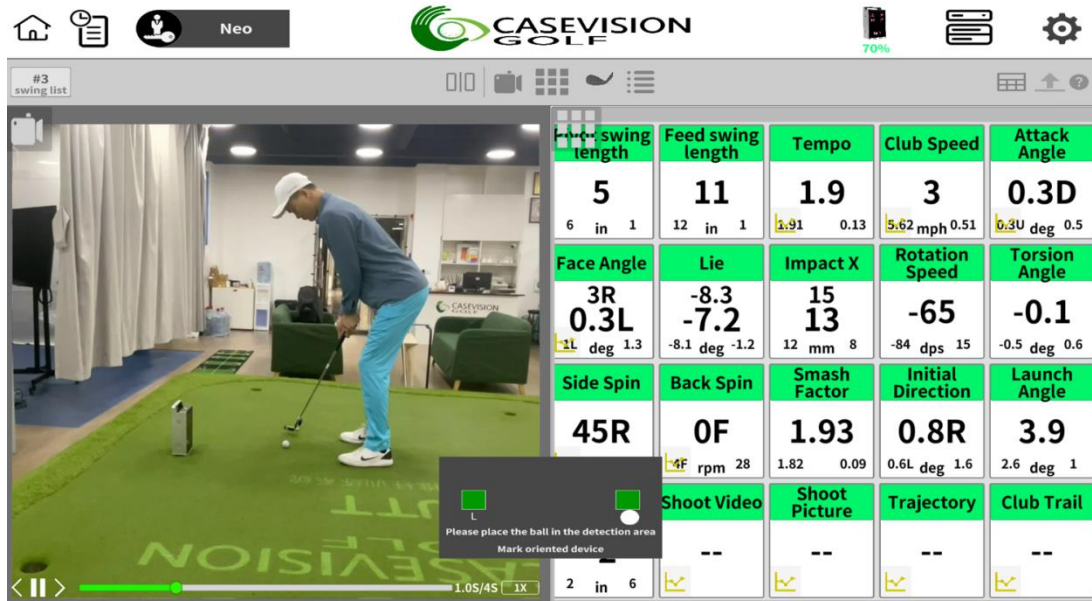 Neo
CASEVISION
GOLF
70%
#3
swing list
swing
length
Feed swing
length
Tempo
Club Speed
Attack
Angle
5
11
1.9
3
0.3D
6 in 1
12 in 1
1.91 0.13
5.62 mph 0.51
0.3U deg 0.5
Face Angle
Lie
Impact X
Rotation
Speed
Torsion
Angle
3R
0.3L
-8.3
-7.2
15
13
-65
-0.1
1L deg 1.3
-8.1 deg -1.2
12 mm 8
-84 dps 15
-0.5 deg 0.6
Side Spin
Back Spin
Smash
Factor
Initial
Direction
Launch
Angle
45R
0F
1.93
0.8R
3.9
4F rpm 28
1.82 0.09
0.6L deg 1.6
2.6 deg 1
Shoot Video
Shoot
Picture
Trajectory
Club Trail
--
--
--
--
2 in 6
L
Please place the ball in the detection area
Mark oriented device
CASEVISION
GOLF
PUTT
GOLF
CASEVISION
1.0S/4S 1X